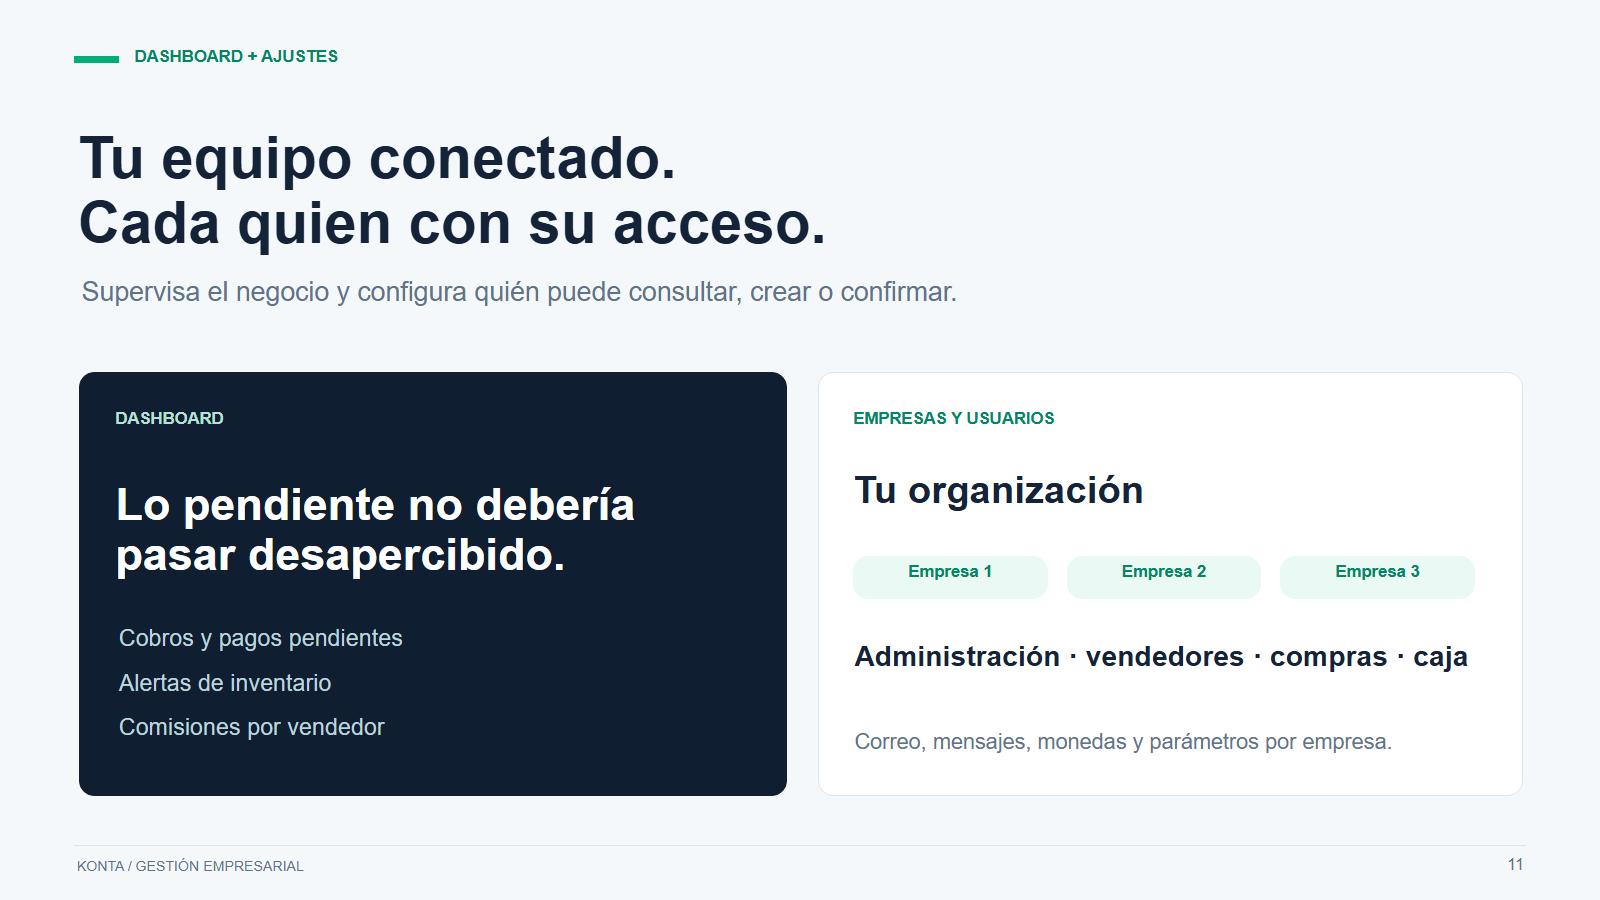 DASHBOARD + AJUSTES
Tu equipo conectado.
Cada quien con su acceso.
Supervisa el negocio y configura quién puede consultar, crear o confirmar.
DASHBOARD
Lo pendiente no debería
pasar desapercibido.
Cobros y pagos pendientes
Alertas de inventario
Comisiones por vendedor
EMPRESAS Y USUARIOS
Tu organización
Empresa 1
Empresa 2
Empresa 3
Administración · vendedores · compras · caja
Correo, mensajes, monedas y parámetros por empresa.
KONTA / GESTIÓN EMPRESARIAL
11